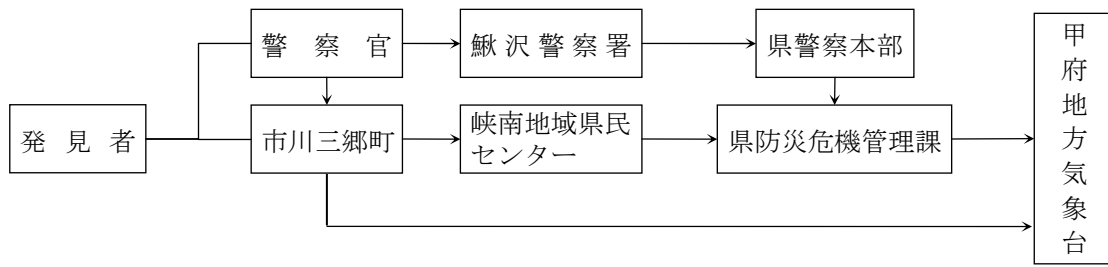 警察官
鰍沢警察署
県警察本部
発見者
市川三郷町
峡南地域県民
センター
県防災危機管理課
甲府地方気象台